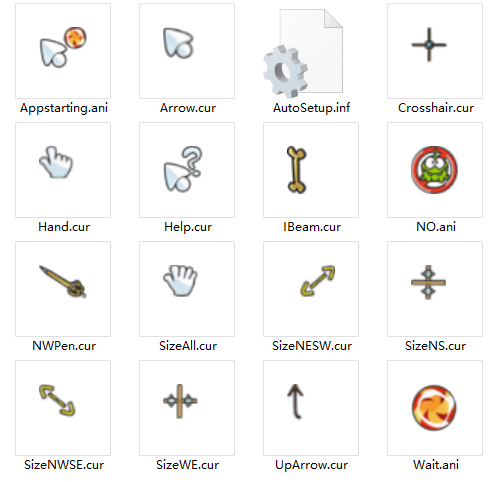 Appstarting.ani
Arrow.cur
AutoSetup.inf
Crosshair.cur
Hand.cur
Help.cur
IBeam.cur
NO.ani
NWPen.cur
SizeAll.cur
SizeNESW.cur
SizeNS.cur
SizeNWSE.cur
SizeWE.cur
UpArrow.cur
Wait.ani